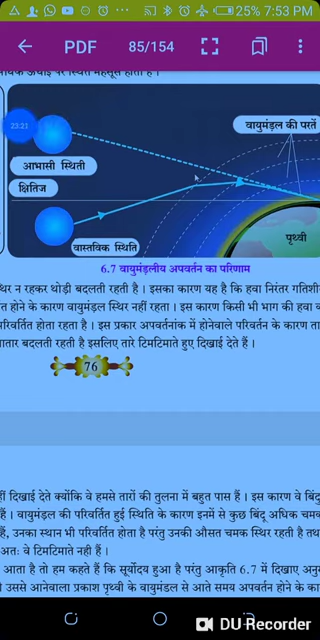 25% 7:53 PM
PDF 85/154
23:21
वायुमंडल की परतें
आभासी स्थिती
क्षितिज
वास्तविक स्थिति
पृथ्वी
6.7 वायुमंडलीय अपवर्तन का परिणाम
स्थिर न रहकर थोड़ी बदलती रहती है । इसका कारण यह है कि हवा निरंतर गतिशी
होने के कारण वायुमंडल स्थिर नहीं रहता । इस कारण किसी भी भाग की हवा क
परिवर्तित होता रहता है । इस प्रकार अपवर्तनांक में होनेवाले परिवर्तन के कारण ता
बदलती रहती है इसलिए तारे टिमटिमाते हुए दिखाई देते हैं ।
76
दिखाई देते क्योंकि वे हमसे तारों की तुलना में बहुत पास हैं । इस कारण वे बिंदु
हैं । वायुमंडल की परिवर्तित हुई स्थिति के कारण इनमें से कुछ बिंदू अधिक चम
हैं, उनका स्थान भी परिवर्तित होता है परंतु उनकी औसत चमक स्थिर रहती है तथ
अतः वे टिमटिमाते नही हैं ।
आता है तो हम कहते हैं कि सूर्योदय हुआ है परंतु आकृति 6.7 में दिखाए अनु
उससे आनेवाला प्रकाश पृथ्वी के वायुमंडल से आते समय अपवर्तन होने के का
DU Recorder